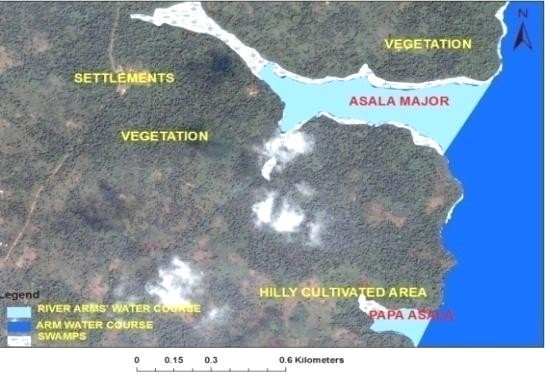 N
VEGETATION
SETTLEMENTS
ASALA MAJOR
VEGETATION
HILLY CULTIVATED AREA
Legend
RIVER ARMS' WATER COURSE
PAPA ASALA
ARM WATER COURSE
SWAMPS
0 0.15 0.3 0.6 Kilometers